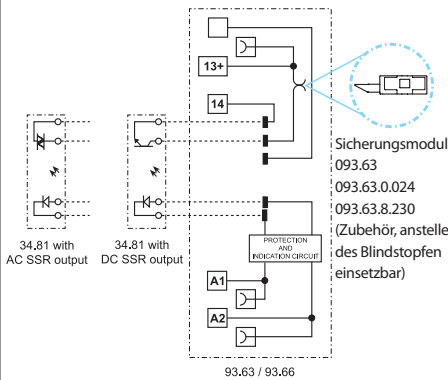 13+
14
Sicherungsmodul
093.63
093.63.0.024
093.63.8.230
(Zubehör, anstelle
des Blindstopfen
einsetzbar)
34.81 with
AC SSR output
34.81 with
DC SSR output
PROTECTION
AND
INDICATION CIRCUIT
A1
A2
93.63 / 93.66